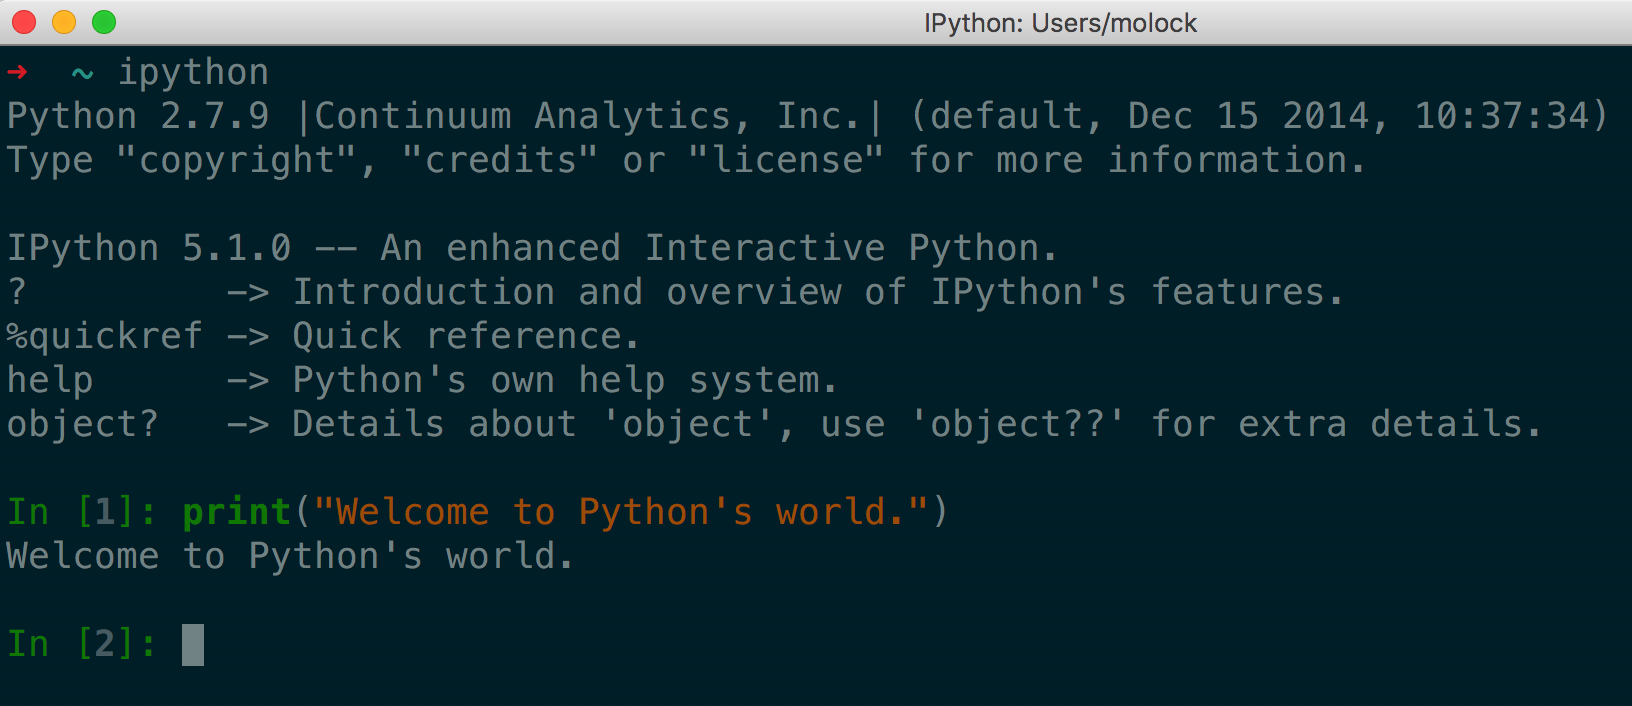 IPython: Users/molock
➜  ~ ipython
Python 2.7.9 |Continuum Analytics, Inc.| (default, Dec 15 2014, 10:37:34)
Type "copyright", "credits" or "license" for more information.

IPython 5.1.0 -- An enhanced Interactive Python.
?         -> Introduction and overview of IPython's features.
%quickref -> Quick reference.
help      -> Python's own help system.
object?   -> Details about 'object', use 'object??' for extra details.

In [1]: print("Welcome to Python's world.")
Welcome to Python's world.

In [2]: